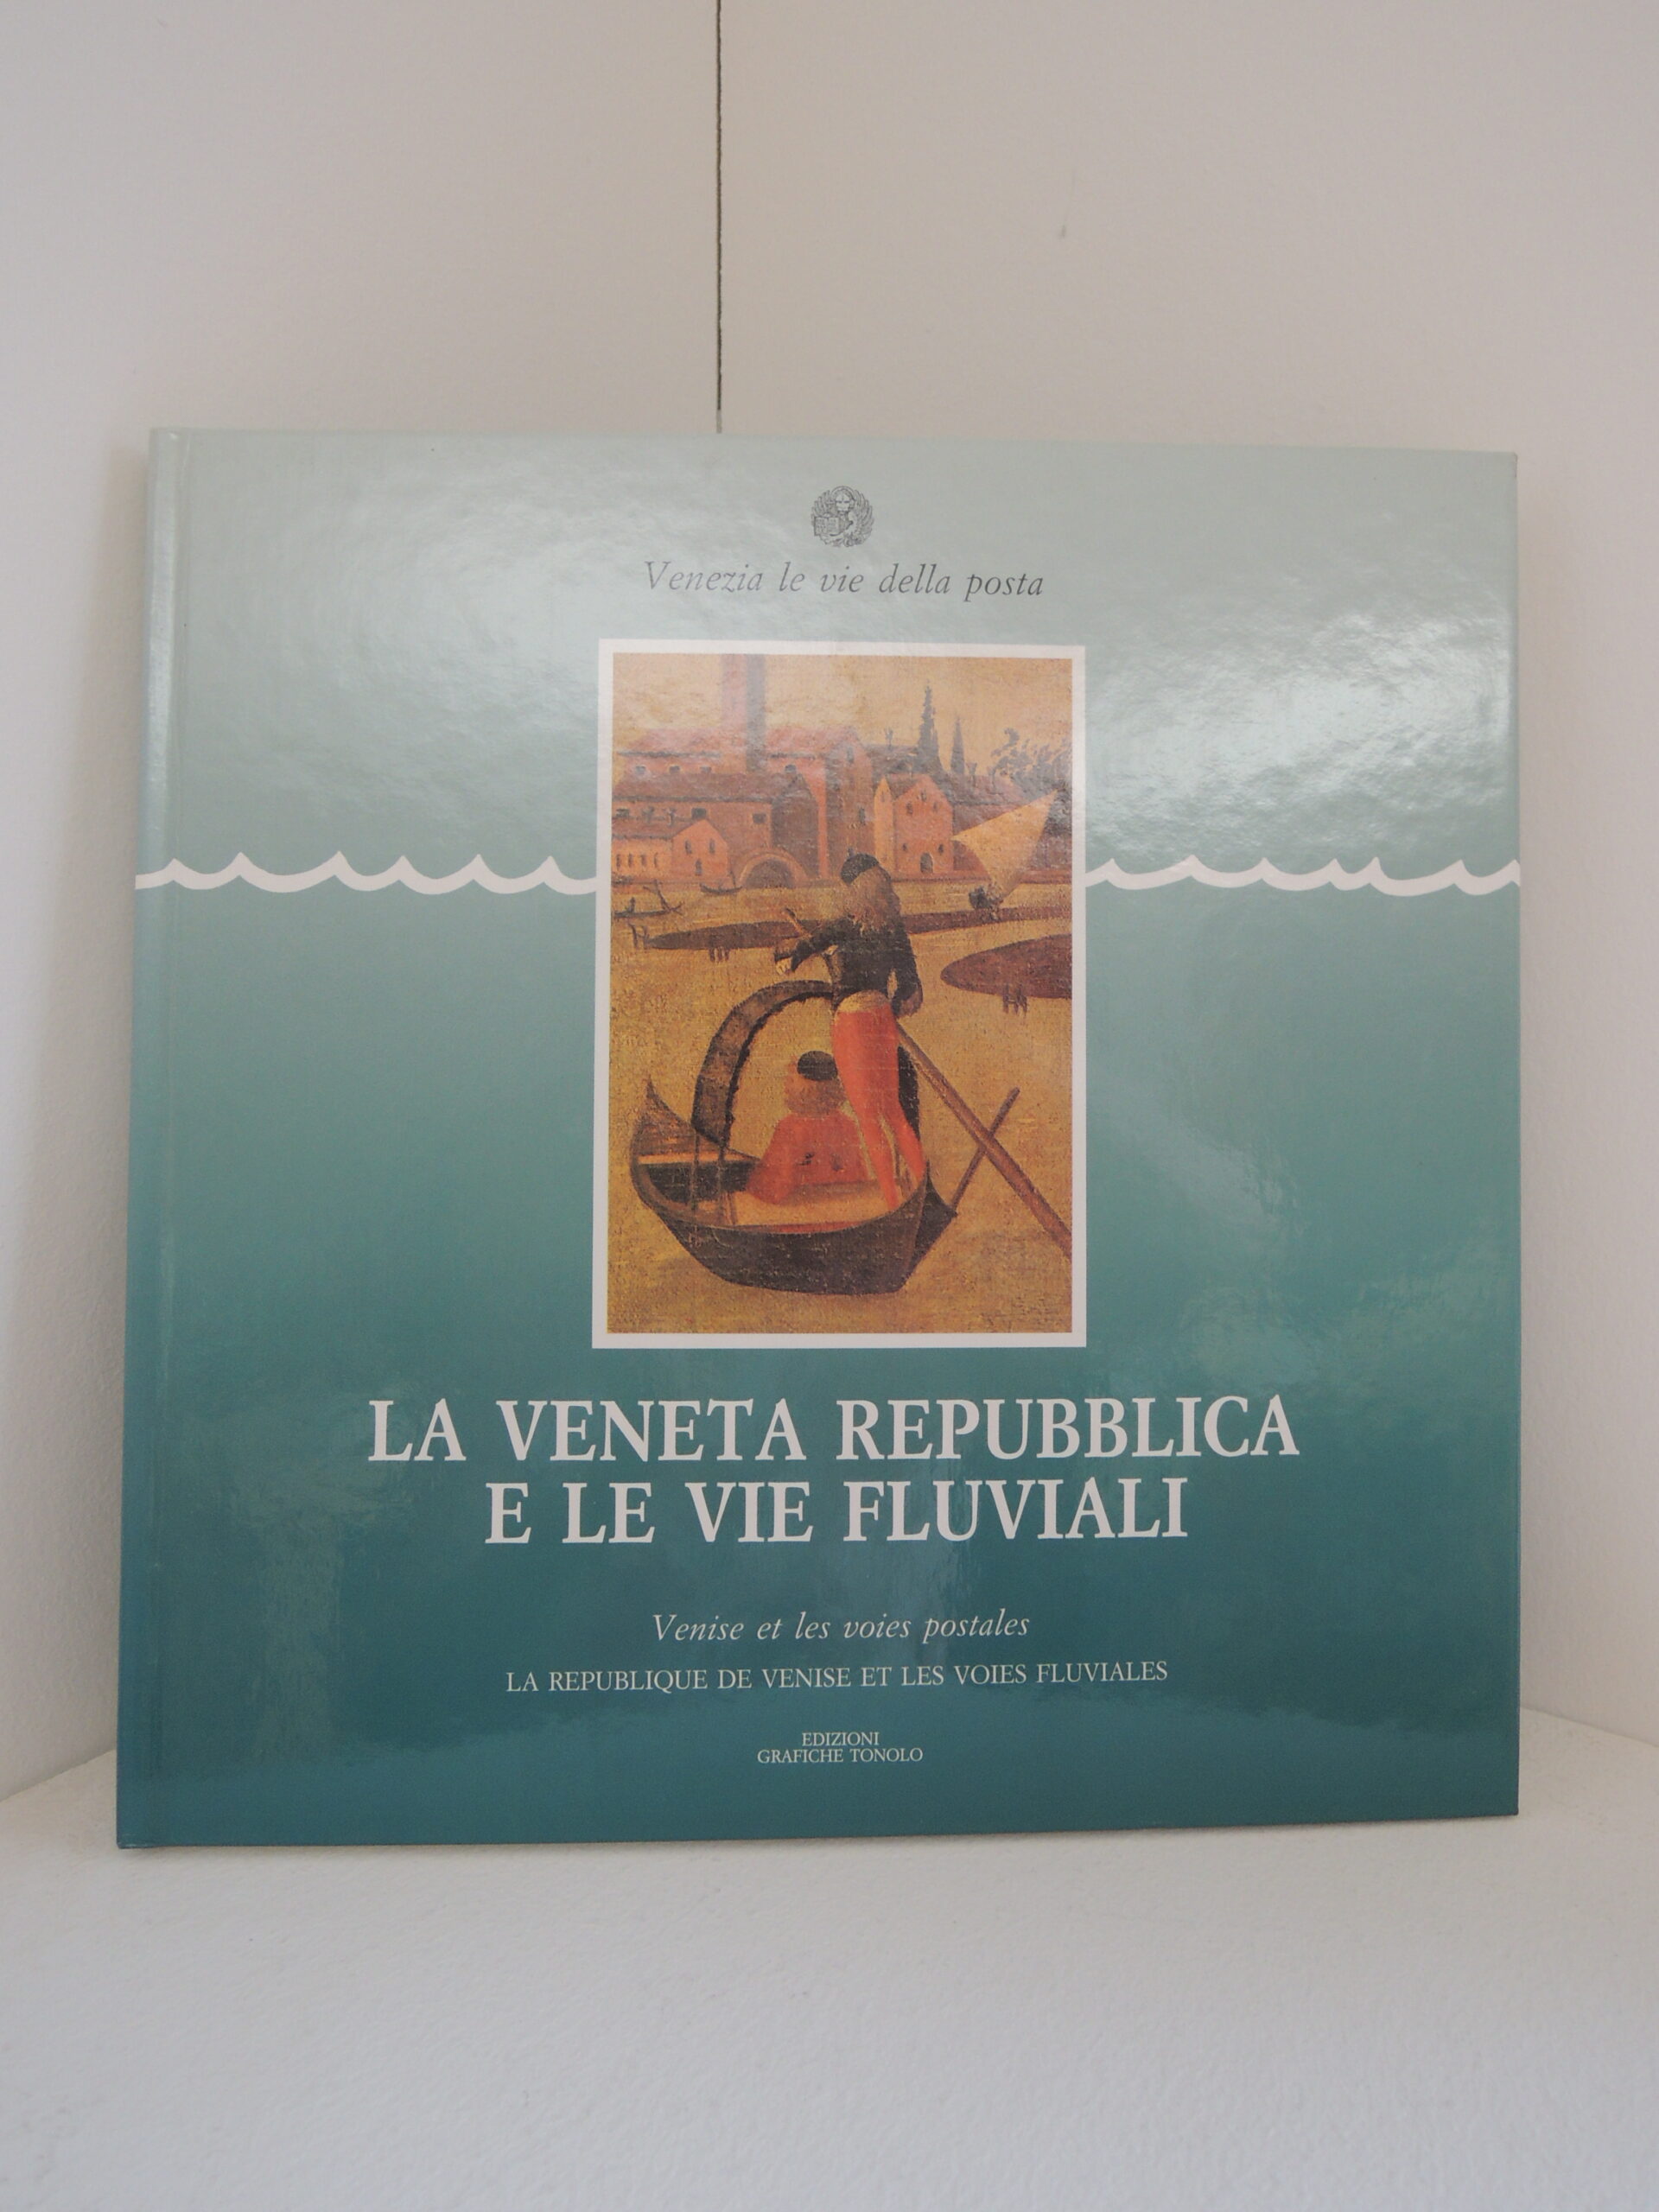 Venezia le vie della posta
LA VENETA REPUBBLICA
E LE VIE FLUVIALI
Venise et les voies postales
LA REPUBLIQUE DE VENISE ET LES VOIES FLUVIALES
EDIZIONI
GRAFICHE TONOLO